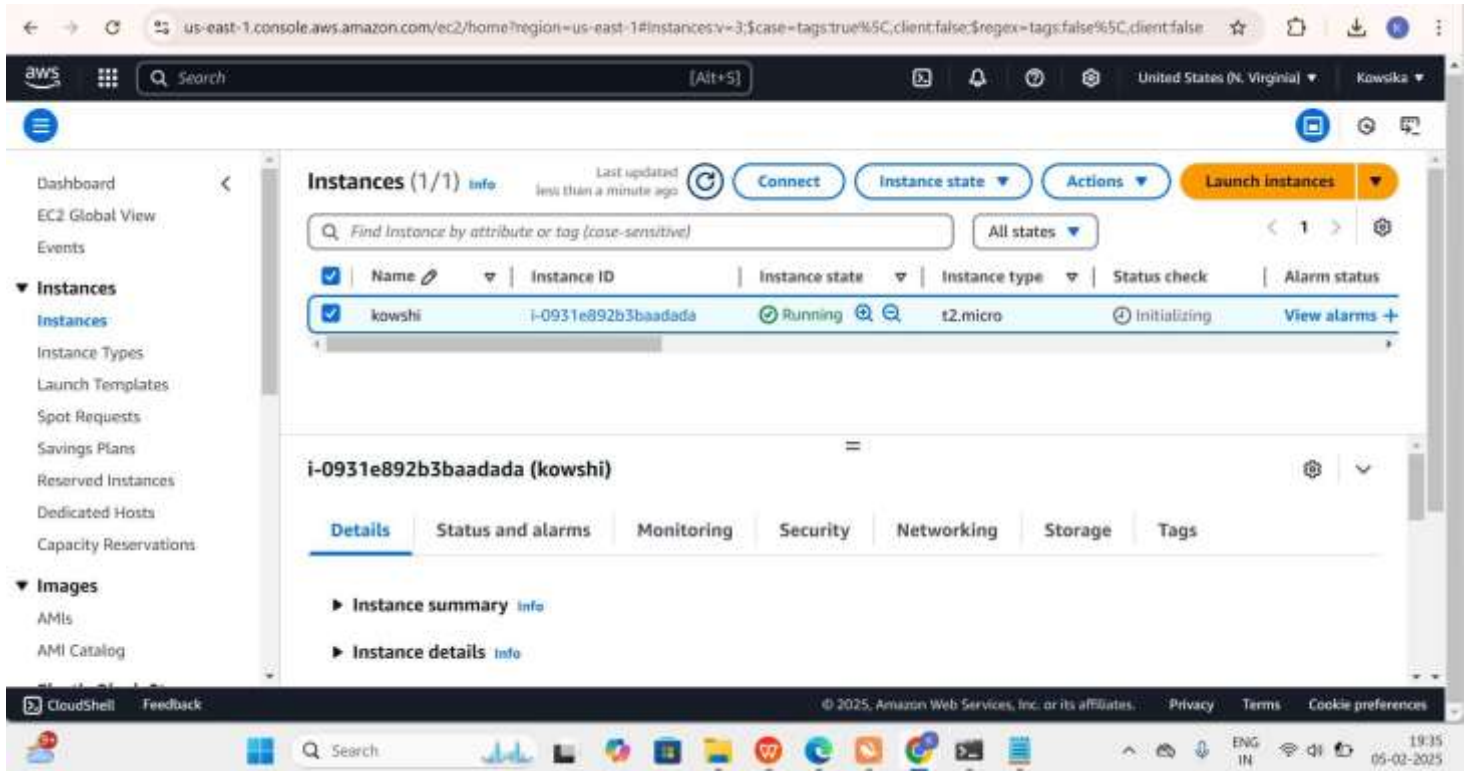 us-east-1.console.aws.amazon.com/ec2/home?region=us-east-1#Instances:v=3;$case=tags:true%5C,client:false;$regex=tags:false%5C,client:false
K
aws
Search [Alt+S]
United States (N. Virginia)
Kowsika
Dashboard
EC2 Global View
Events
Instances
Instances
Instance Types
Launch Templates
Spot Requests
Savings Plans
Reserved Instances
Dedicated Hosts
Capacity Reservations
Images
AMIs
AMI Catalog
Instances (1/1) Info
Last updated
less than a minute ago
Connect
Instance state
Actions
Launch instances
Find Instance by attribute or tag (case-sensitive)
All states
1
Name Instance ID Instance state Instance type Status check Alarm status
kowshi i-0931e892b3baadada Running t2.micro Initializing View alarms +
i-0931e892b3baadada (kowshi)
Details Status and alarms Monitoring Security Networking Storage Tags
Instance summary Info
Instance details Info
CloudShell Feedback
© 2025, Amazon Web Services, Inc. or its affiliates. Privacy Terms Cookie preferences
Search
ENG
IN
19:35
05-02-2025